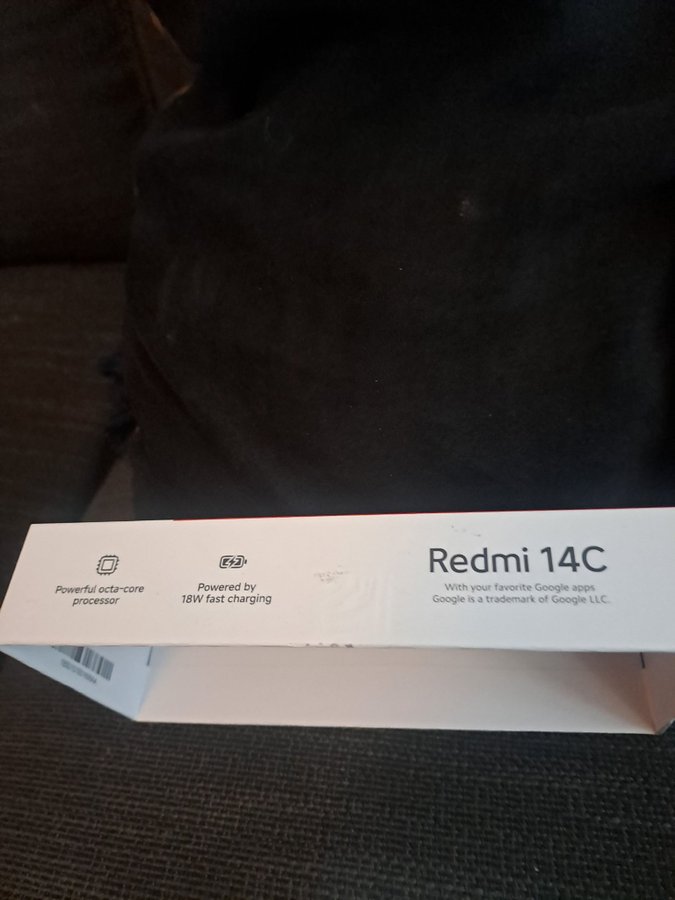 Powerful octa-core
processor
Powered by
18W fast charging
Redmi 14C
With your favorite Google apps
Google is a trademark of Google LLC.